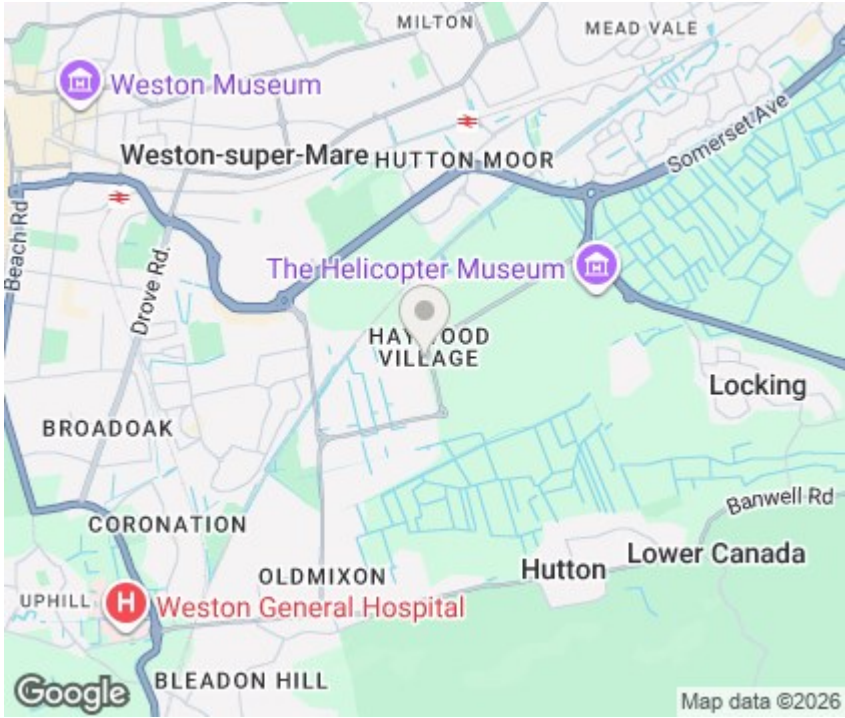 MILTON
MEAD VALE
Weston Museum
Somerset Ave
Weston-super-Mare
HUTTON MOOR
Beach Rd
The Helicopter Museum
Drove Rd.
HAYWOOD
VILLAGE
Locking
BROADOAK
Banwell Rd
CORONATION
Lower Canada
Hutton
OLDMIXON
UPHILL
H
Weston General Hospital
BLEADON HILL
Google
Map data ©2026